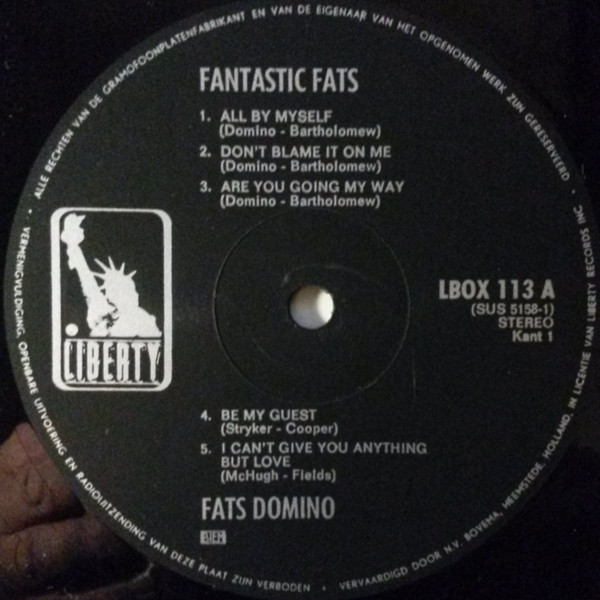 FANTASTIC FATS
1. ALL BY MYSELF
(Domino - Bartholomew)
2. DON'T BLAME IT ON ME
(Domino - Bartholomew)
3. ARE YOU GOING MY WAY
(Domino - Bartholomew)
LIBERTY
LBOX 113 A
(SUS 5158-1)
STEREO
Kant 1
4. BE MY GUEST
(Stryker - Cooper)
5. I CAN'T GIVE YOU ANYTHING
BUT LOVE
(McHugh - Fields)
FATS DOMINO
BIEM
• ALLE RECHTEN VAN DE GRAMOFOONPLATENFABRIKANT EN VAN DE EIGENAAR VAN HET OPGENOMEN WERK ZIJN GERESERVEERD •
VERMENIGVULDIGING, OPENBARE UITVOERING EN RADIOUITZENDING VAN DEZE PLAAT ZIJN VERBODEN •
VERVAARDIGD DOOR N.V. BOVEMA, HEEMSTEDE, HOLLAND, IN LICENTIE VAN LIBERTY RECORDS INC